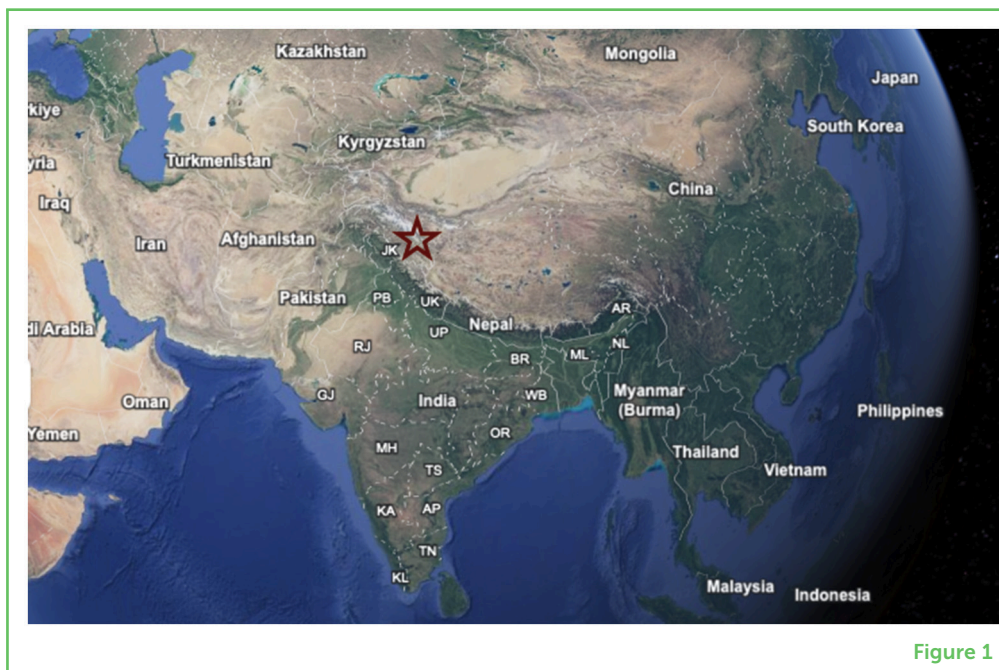 Kazakhstan
Mongolia
Japan
rkiye
South Korea
Kyrgyzstan
yria
Turkmenistan
China
Iraq
Iran
Afghanistan
JK
Pakistan
PB
UK
AR
di Arabia
UP
Nepal
NL
RJ
BR
ML
GJ
India
WB
Myanmar
(Burma)
Oman
Philippines
Yemen
OR
MH
Thailand
TS
Vietnam
KA
AP
TN
KL
Malaysia
Indonesia
Figure 1